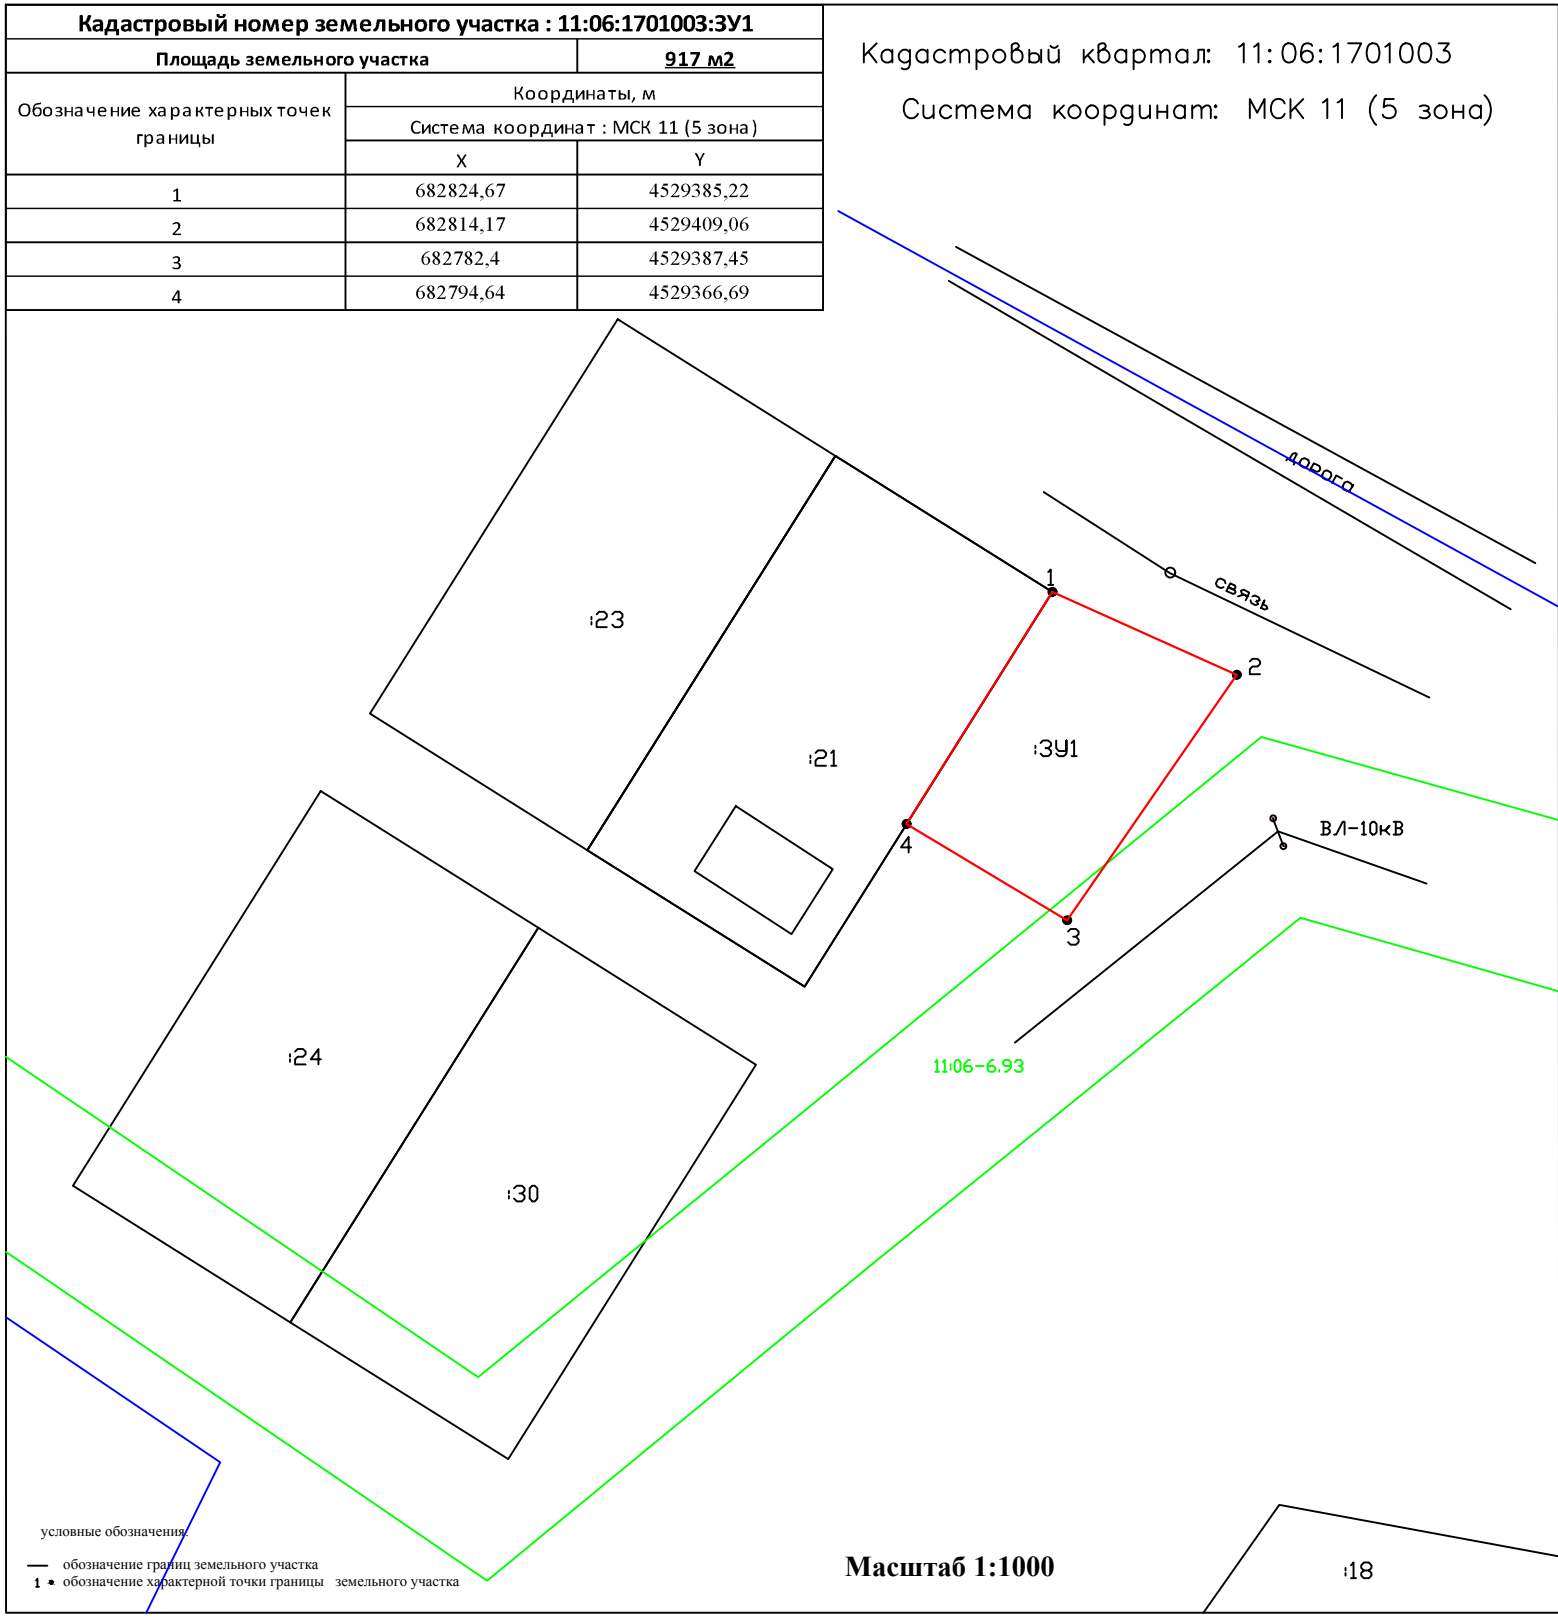 Кадастровый номер земельного участка : 11:06:1701003:ЗУ1
Площадь земельного участка 917 м2
Обозначение характерных точек
границы
Координаты, м
Система координат : МСК 11 (5 зона)
X Y
1 682824,67 4529385,22
2 682814,17 4529409,06
3 682782,4 4529387,45
4 682794,64 4529366,69
Кадастровый квартал: 11:06:1701003
Система координат: МСК 11 (5 зона)
дорога
связь
1
2
:23
:21
:ЗУ1
4
3
ВЛ-10кВ
:24
11:06-6.93
:30
условные обозначения:
обозначение границ земельного участка
1 обозначение характерной точки границы земельного участка
Масштаб 1:1000
:18